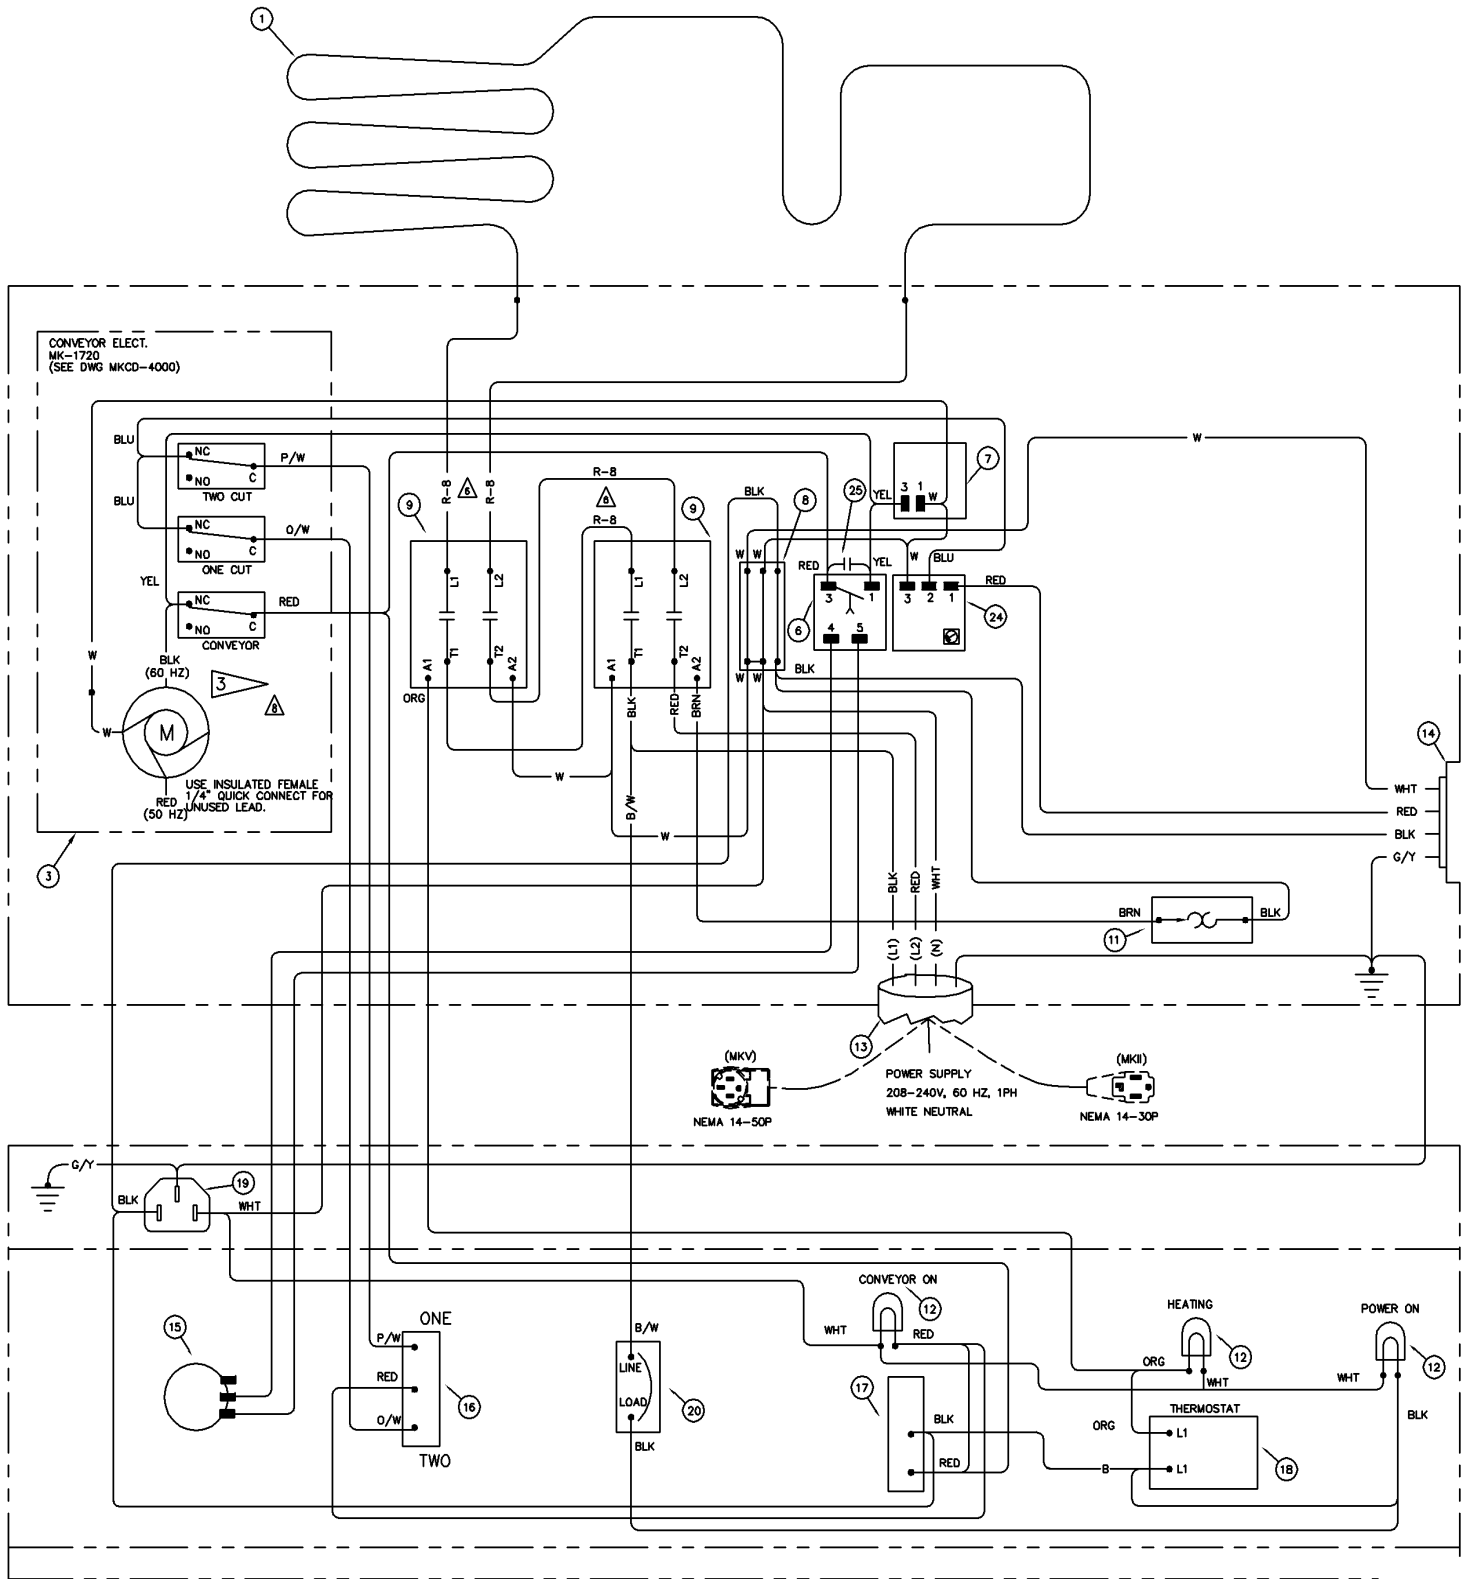 1
CONVEYOR ELECT.
MK-1720
(SEE DWG MKCD-4000)
BLU
NC
P/W
NO
C
TWO CUT
BLU
NC
O/W
NO
C
ONE CUT
YEL
NC
RED
NO
C
CONVEYOR
W
BLK
(60 HZ)
3
8
M
W
USE INSULATED FEMALE
1/4" QUICK CONNECT FOR
UNUSED LEAD.
RED
(50 HZ)
3
R-8
6
R-8
R-8
8
R-8
9
9
L1
L2
T1
T2
A1
A2
ORG
L1
L2
A1
T1
T2
A2
BLK
RED
BRN
W
B/W
W
BLK
8
W
W
W
W
BLK
25
YEL
3 1
W
7
RED
YEL
3
1
4
5
6
W
BLU
RED
3
2
1
24
W
14
WHT
RED
BLK
G/Y
BLK
RED
WHT
(L1)
(L2)
(N)
BRN
BLK
11
13
(MKV)
NEMA 14-50P
POWER SUPPLY
208-240V, 60 HZ, 1PH
WHITE NEUTRAL
(MKII)
NEMA 14-30P
G/Y
BLK
19
WHT
15
ONE
P/W
RED
O/W
TWO
16
B/W
LINE
LOAD
BLK
20
CONVEYOR ON
12
WHT
RED
17
BLK
RED
HEATING
12
ORG
WHT
POWER ON
12
WHT
BLK
THERMOSTAT
ORG
L1
B
L1
18